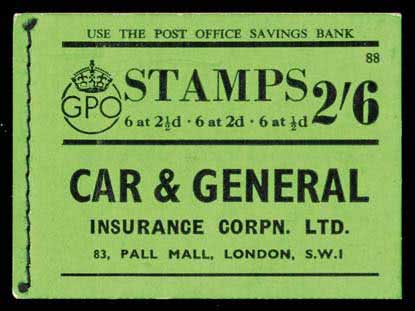 USE THE POST OFFICE SAVINGS BANK
88
GPO
STAMPS 2/6
6 at 2½d · 6 at 2d · 6 at ½d
CAR & GENERAL
INSURANCE CORPN. LTD.
83, PALL MALL, LONDON, S.W.1